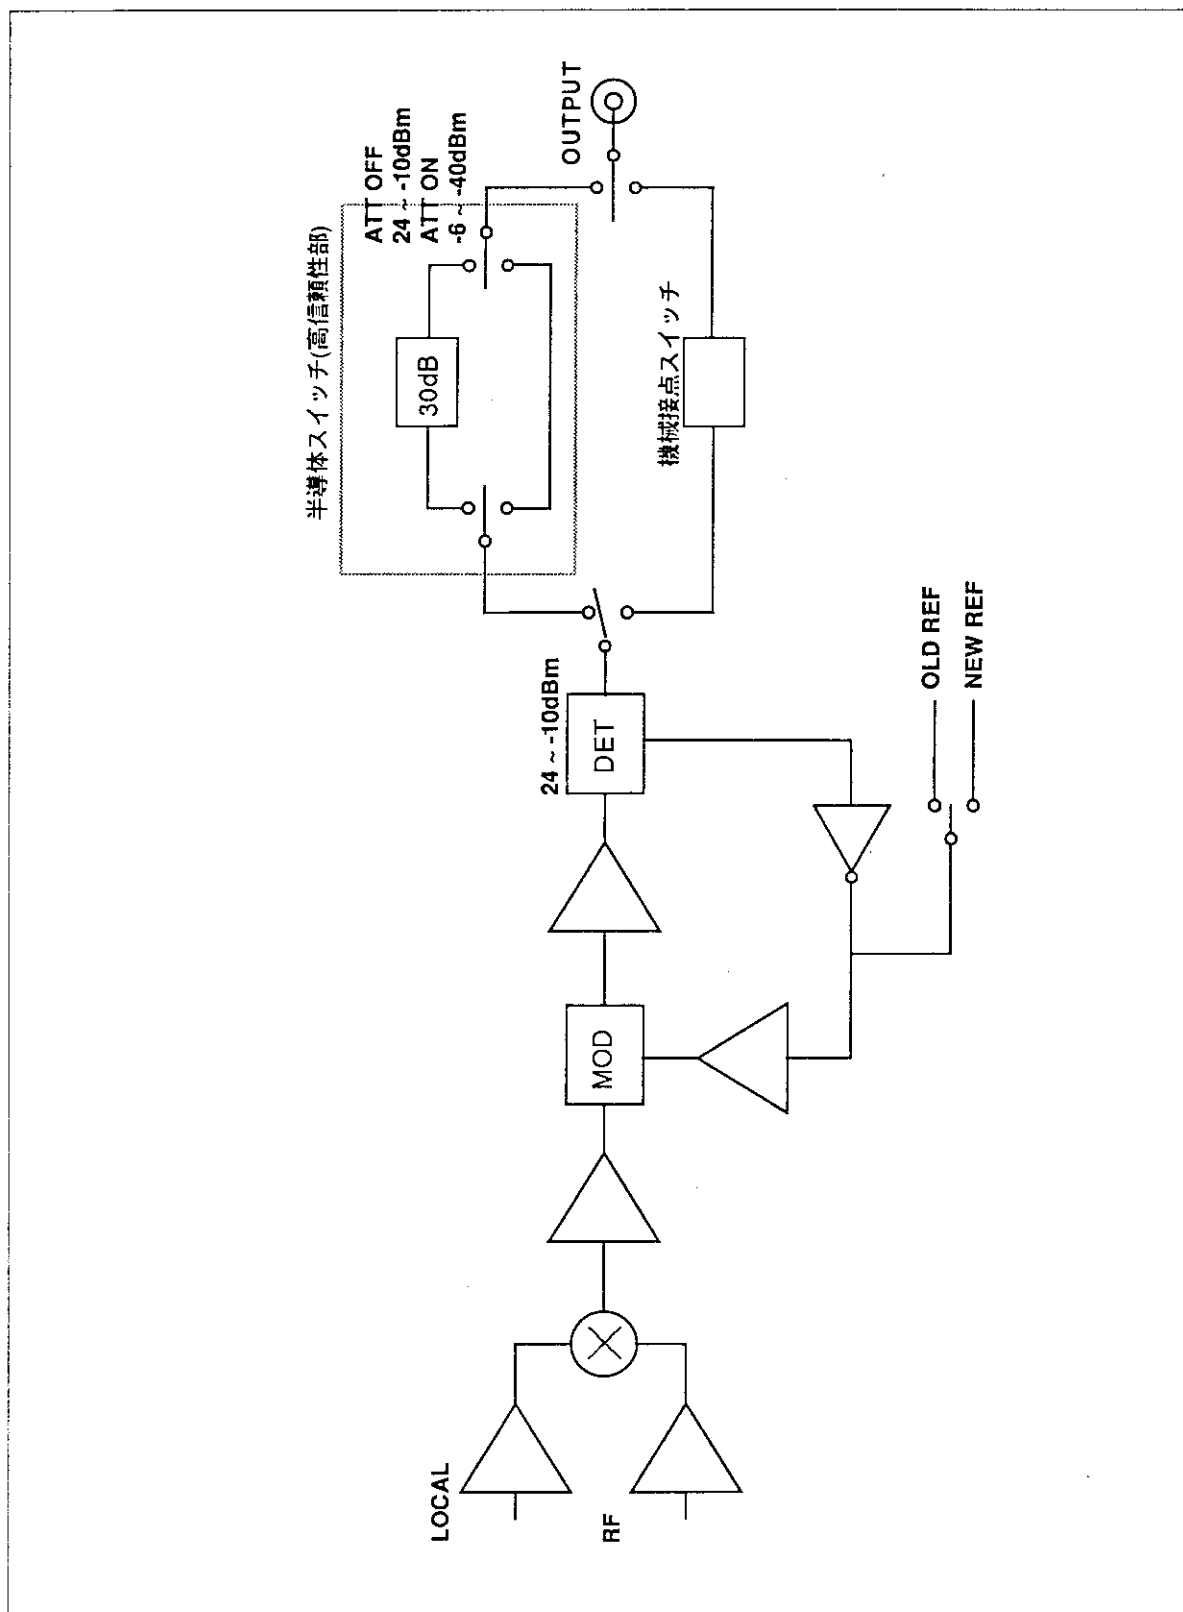 LOCAL
RF
MOD
24 ~ -10dBm
DET
半導体スイッチ(高信頼性部)
30dB
ATT OFF
24 ~ -10dBm
ATT ON
-6 ~ -40dBm
機械接点スイッチ
OUTPUT
OLD REF
NEW REF